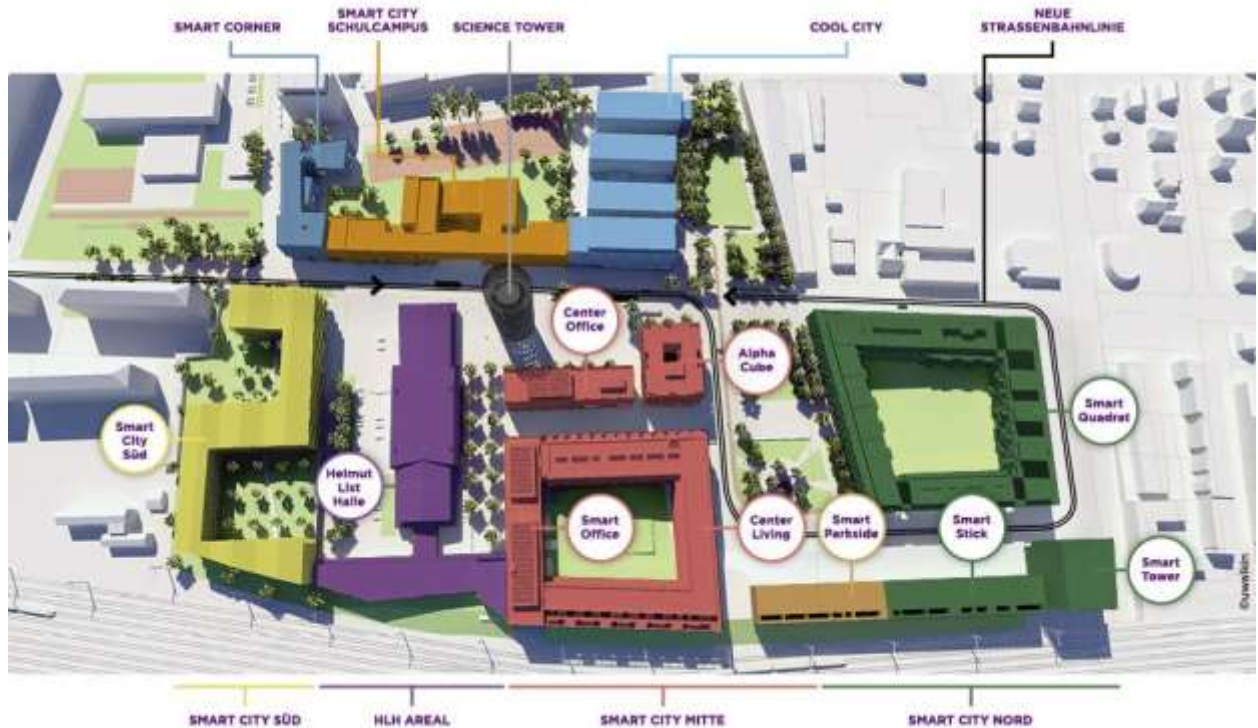 SMART CORNER
SMART CITY
SCHULCAMPUS
SCIENCE TOWER
COOL CITY
NEUE
STRASSENBAHNLINIE
Center
Office
Alpha
Cube
Smart
City
Süd
Helmut
List
Halle
Smart
Office
Center
Living
Smart
Parkside
Smart
Stick
Smart
Quadrat
Smart
Tower
SMART CITY SÜD
HLH AREAL
SMART CITY MITTE
SMART CITY NORD